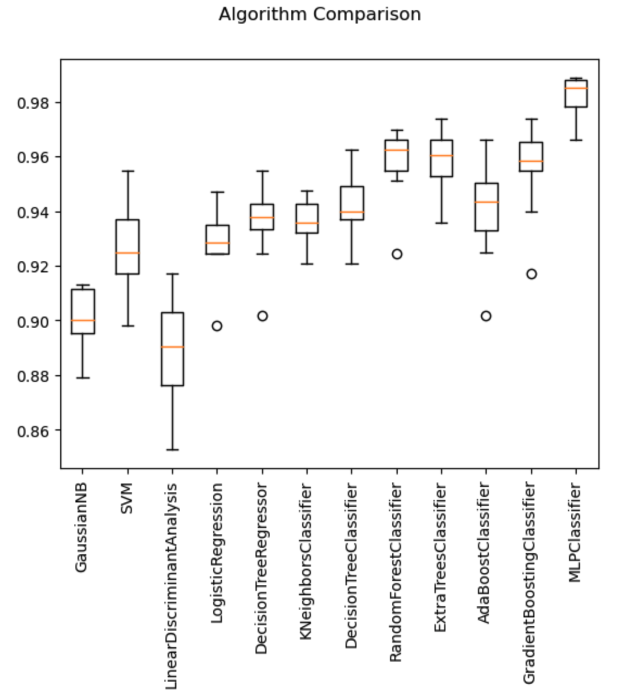 Algorithm Comparison
0.98
0.96
0.94
0.92
0.90
0.88
0.86
GaussianNB
SVM
LinearDiscriminantAnalysis
LogisticRegression
DecisionTreeRegressor
KNeighborsClassifier
DecisionTreeClassifier
RandomForestClassifier
ExtraTreesClassifier
AdaBoostClassifier
GradientBoostingClassifier
MLPClassifier